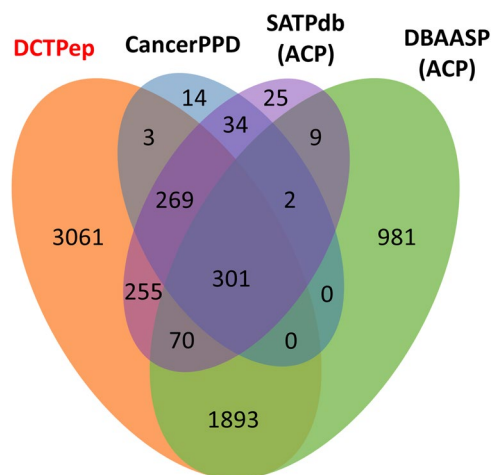 DCTPep
CancerPPD
SATPdb
(ACP)
DBAASP
(ACP)
14
25
3
34
9
269
2
3061
981
255
301
0
70
0
1893